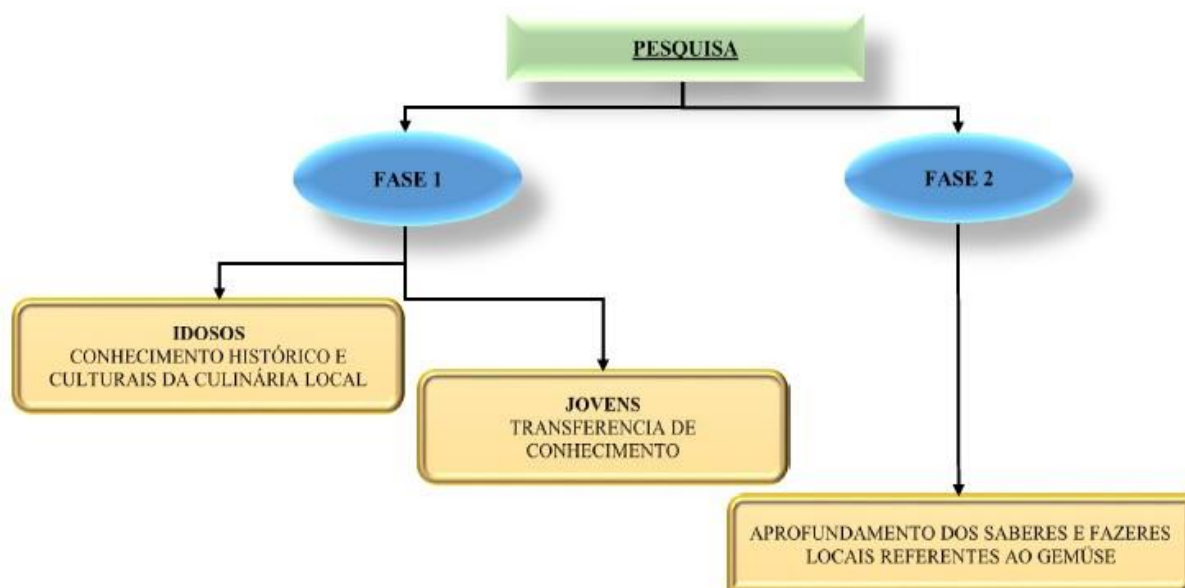 PESQUISA
FASE 1
FASE 2
IDOSOS
CONHECIMENTO HISTÓRICO E
CULTURAIS DA CULINÁRIA LOCAL
JOVENS
TRANSFERENCIA DE
CONHECIMENTO
APROFUNDAMENTO DOS SABERES E FAZERES
LOCAIS REFERENTES AO GEMÜSE